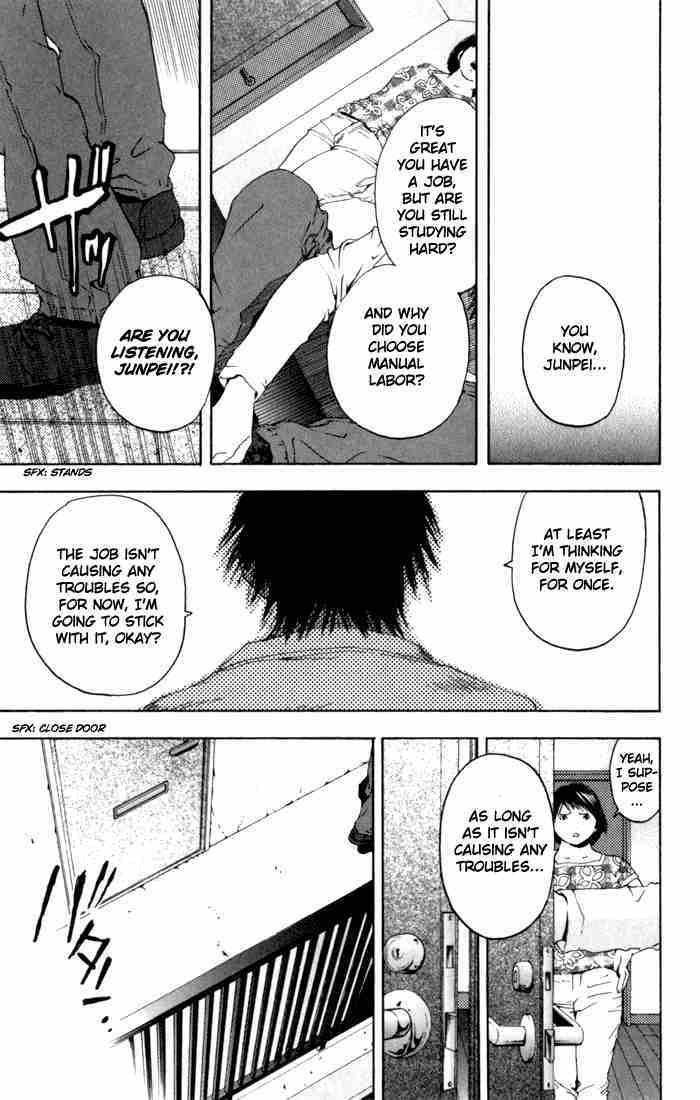 YOU
KNOW,
JUNPEI...
IT'S
GREAT
YOU HAVE
A JOB,
BUT ARE
YOU STILL
STUDYING
HARD?
AND WHY
DID YOU
CHOOSE
MANUAL
LABOR?
ARE YOU
LISTENING,
JUNPEI!?!
ザッ
SFX: STANDS
AT LEAST
I'M THINKING
FOR MYSELF,
FOR ONCE.
THE JOB ISN'T
CAUSING ANY
TROUBLES SO,
FOR NOW, I'M
GOING TO STICK
WITH IT, OKAY?
YEAH,
I SUP-
POSE
...
AS LONG
AS IT ISN'T
CAUSING ANY
TROUBLES...
SFX: CLOSE DOOR
バタン